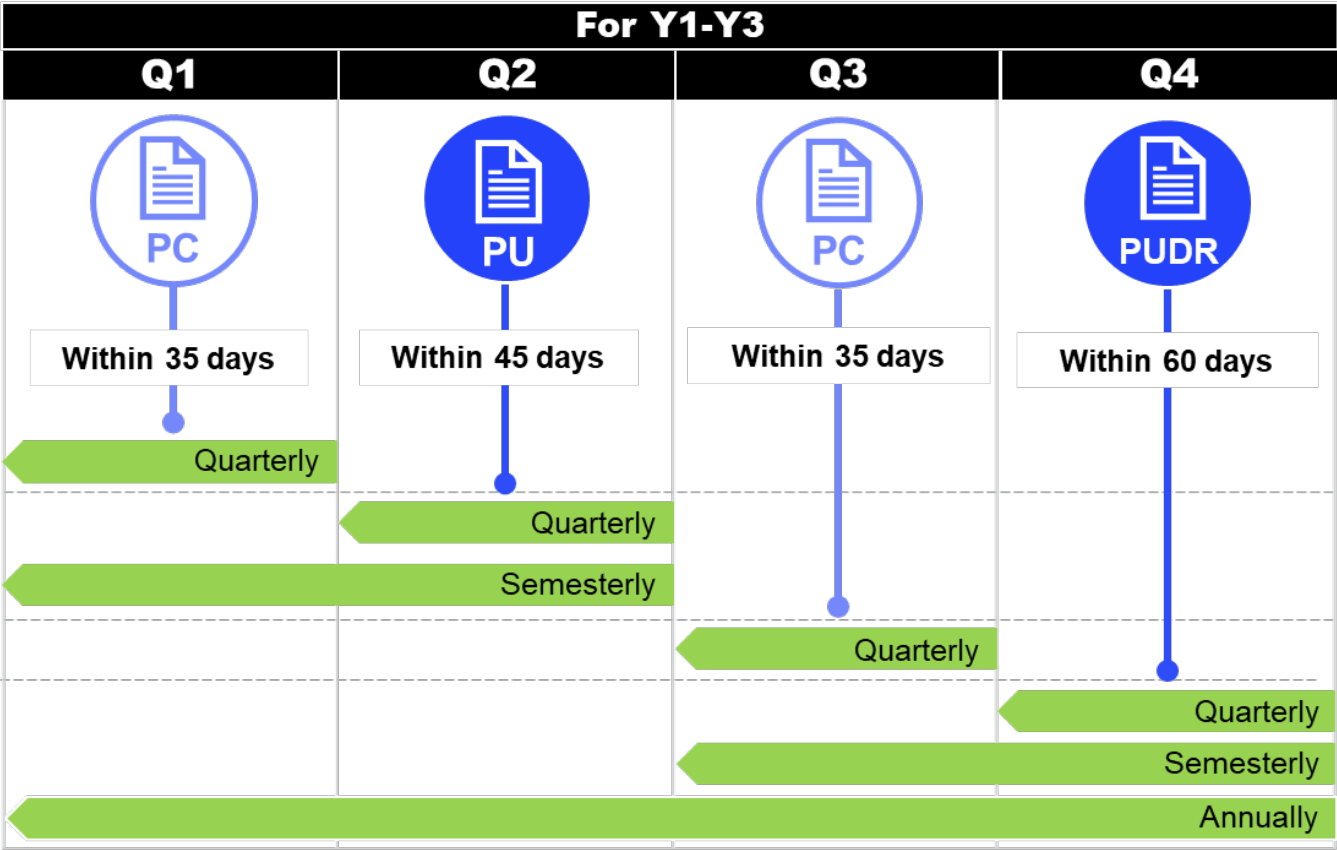 For Y1-Y3
Q1 Q2 Q3 Q4
PC PU PC PUDR
Within 35 days Within 45 days Within 35 days Within 60 days
Quarterly
Quarterly
Semesterly
Quarterly
Quarterly
Semesterly
Annually